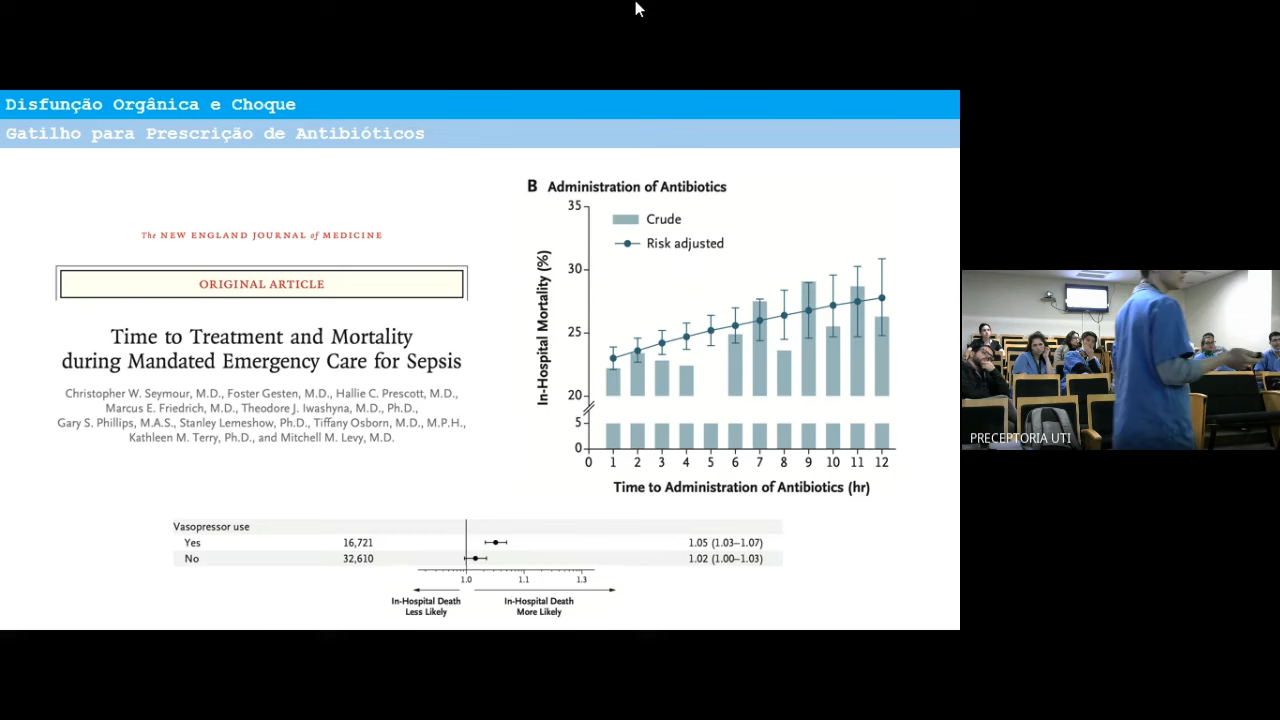 Disfunção Orgânica e Choque
Gatilho para Prescrição de Antibióticos
The NEW ENGLAND JOURNAL of MEDICINE
ORIGINAL ARTICLE
Time to Treatment and Mortality
during Mandated Emergency Care for Sepsis
Christopher W. Seymour, M.D., Foster Gesten, M.D., Hallie C. Prescott, M.D.,
Marcus E. Friedrich, M.D., Theodore J. Iwashyna, M.D., Ph.D.,
Gary S. Phillips, M.A.S., Stanley Lemeshow, Ph.D., Tiffany Osborn, M.D., M.P.H.,
Kathleen M. Terry, Ph.D., and Mitchell M. Levy, M.D.
B Administration of Antibiotics
In-Hospital Mortality (%)
35
30
25
20
5
0
Crude
Risk adjusted
0 1 2 3 4 5 6 7 8 9 10 11 12
Time to Administration of Antibiotics (hr)
Vasopressor use
Yes 16,721 1.05 (1.03–1.07)
No 32,610 1.02 (1.00–1.03)
1.0 1.1 1.3
In-Hospital Death
Less Likely
In-Hospital Death
More Likely
PRECEPTORIA UTI